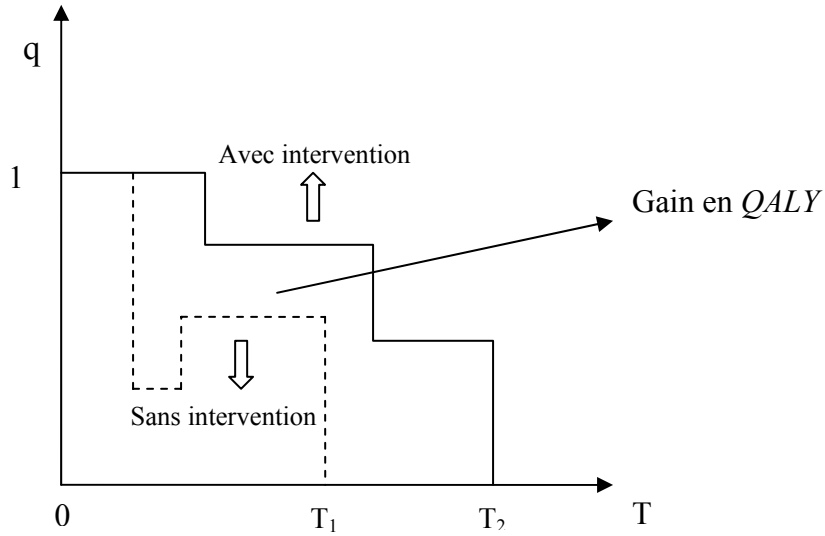 q
Avec intervention
1
Gain en QALY
Sans intervention
0
T₁
T₂
T